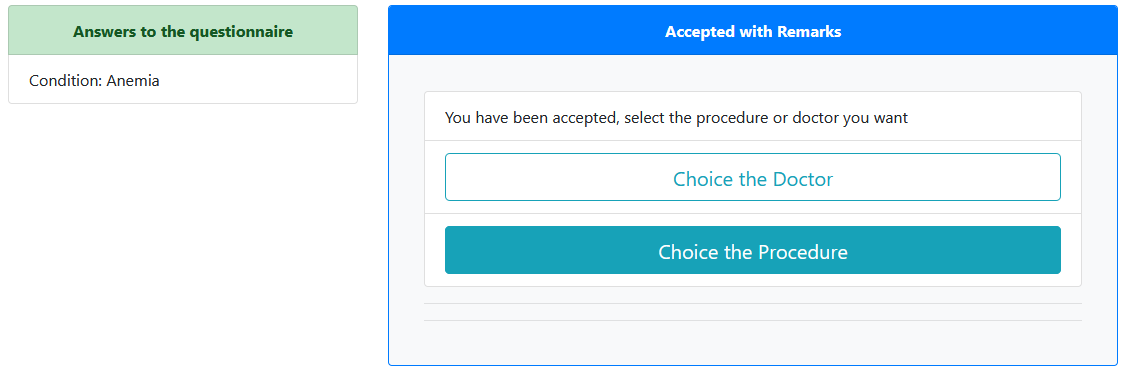 Answers to the questionnaire
Condition: Anemia
Accepted with Remarks
You have been accepted, select the procedure or doctor you want
Choice the Doctor
Choice the Procedure